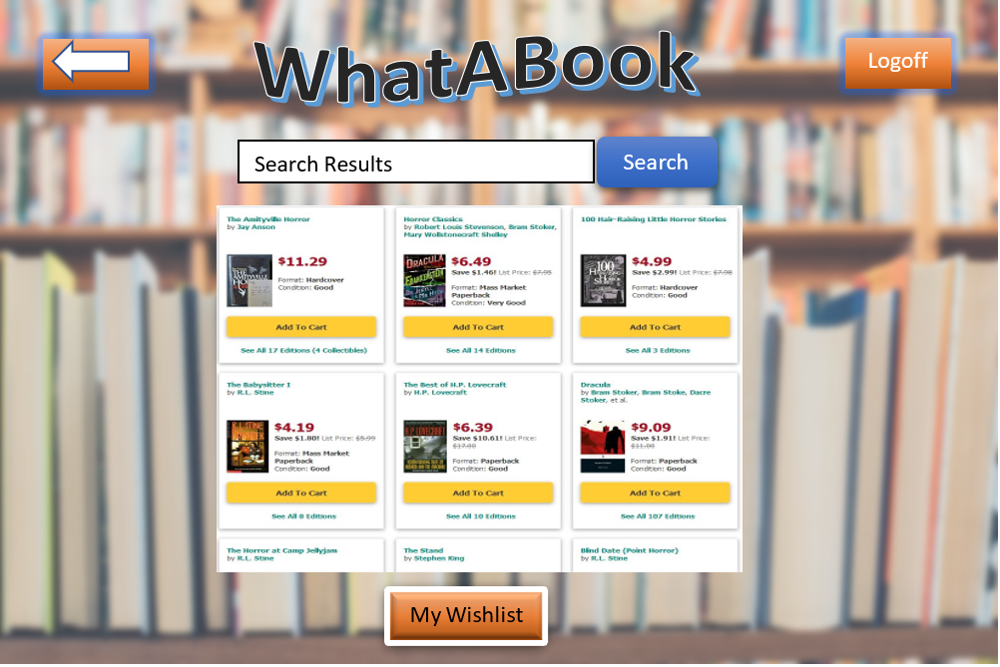 WhatABook
Logoff
Search Results
Search
The Amityville Horror
by Jay Anson
$11.29
Format: Hardcover
Condition: Good
Add To Cart
See All 17 Editions (4 Collectibles)
Horror Classics
by Robert Louis Stevenson, Bram Stoker,
Mary Wollstonecraft Shelley
DRACULA
FRANKENSTEIN
$6.49
Save $1.46! List Price: $7.95
Format: Mass Market
Paperback
Condition: Very Good
Add To Cart
See All 14 Editions
100 Hair-Raising Little Horror Stories
100
$4.99
Save $2.99! List Price: $7.98
Format: Hardcover
Condition: Good
Add To Cart
See All 3 Editions
The Babysitter I
by R.L. Stine
R.L. STINE
$4.19
Save $1.80! List Price: $5.99
Format: Mass Market
Paperback
Condition: Good
Add To Cart
See All 8 Editions
The Best of H.P. Lovecraft
by H.P. Lovecraft
H.P. LOVECRAFT
$6.39
Save $10.61! List Price:
$17.00
Format: Paperback
Condition: Good
Add To Cart
See All 10 Editions
Dracula
by Bram Stoker, Bram Stoke, Dacre
Stoker, et al.
$9.09
Save $1.91! List Price:
$11.00
Format: Paperback
Condition: Good
Add To Cart
See All 107 Editions
The Horror at Camp Jellyjam
by R.L. Stine
The Stand
by Stephen King
Blind Date (Point Horror)
by R.L. Stine
My Wishlist